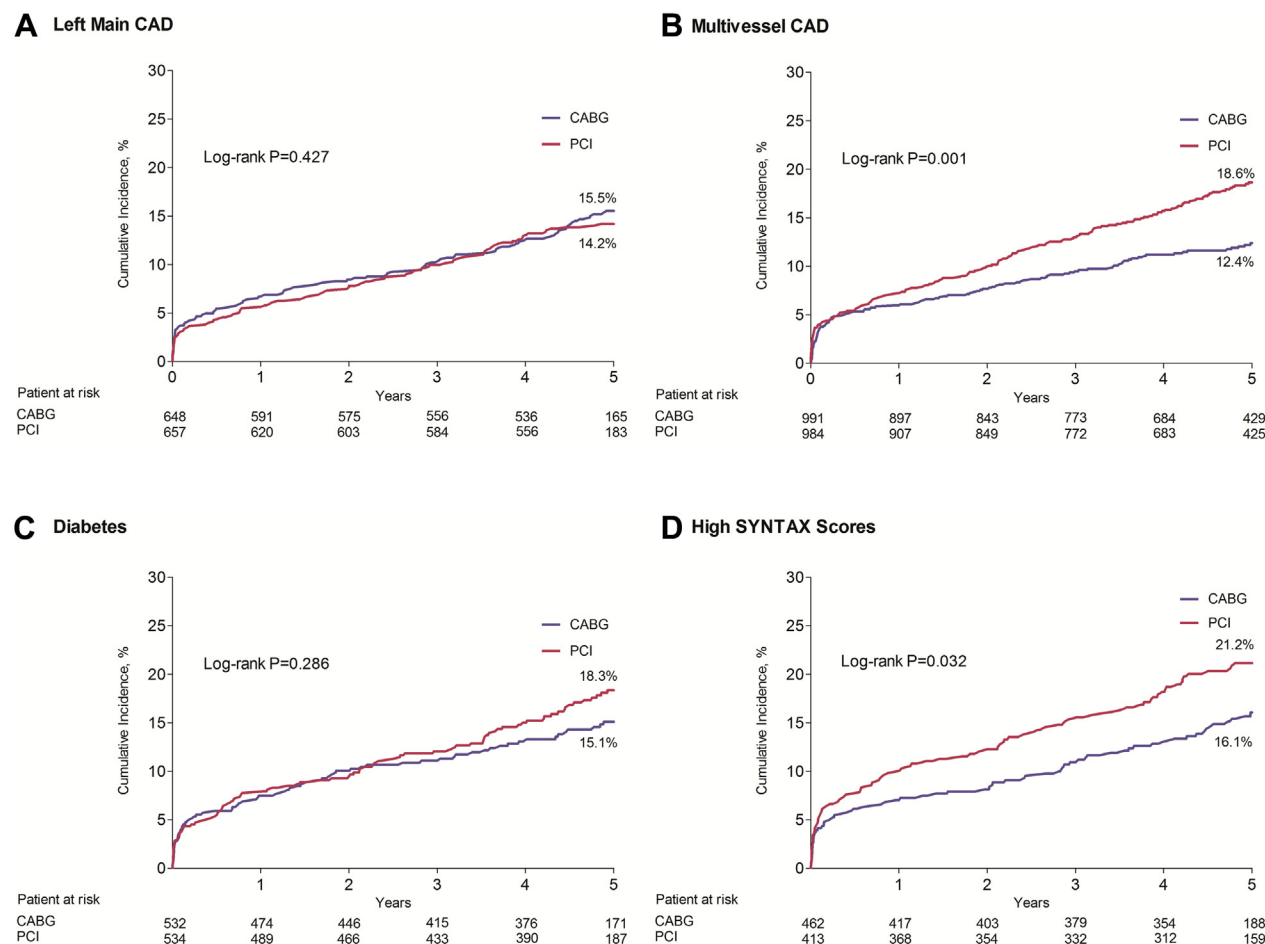 A Left Main CAD
30
25
20
15
10
5
0
Cumulative Incidence, %
CABG
PCI
Log-rank P=0.427
15.5%
14.2%
0 1 2 3 4 5
Years
Patient at risk
CABG 648 591 575 556 536 165
PCI 657 620 603 584 556 183
B Multivessel CAD
30
25
20
15
10
5
0
Cumulative Incidence, %
CABG
PCI
Log-rank P=0.001
18.6%
12.4%
0 1 2 3 4 5
Years
Patient at risk
CABG 991 897 843 773 684 429
PCI 984 907 849 772 683 425
C Diabetes
30
25
20
15
10
5
0
Cumulative Incidence, %
CABG
PCI
Log-rank P=0.286
18.3%
15.1%
1 2 3 4 5
Years
Patient at risk
CABG 532 474 446 415 376 171
PCI 534 489 466 433 390 187
D High SYNTAX Scores
30
25
20
15
10
5
0
Cumulative Incidence, %
CABG
PCI
Log-rank P=0.032
21.2%
16.1%
1 2 3 4 5
Years
Patient at risk
CABG 462 417 403 379 354 188
PCI 413 368 354 332 312 159